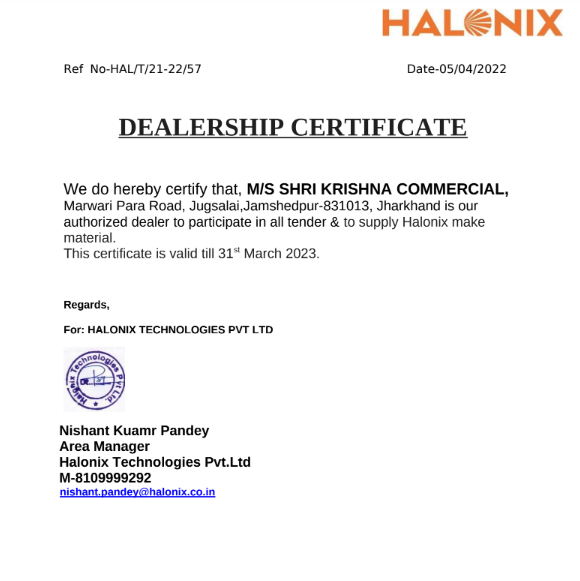 HALONIX
Ref No-HAL/T/21-22/57 Date-05/04/2022
DEALERSHIP CERTIFICATE
We do hereby certify that, M/S SHRI KRISHNA COMMERCIAL,
Marwari Para Road, Jugsalai,Jamshedpur-831013, Jharkhand is our
authorized dealer to participate in all tender & to supply Halonix make
material.
This certificate is valid till 31st March 2023.
Regards,
For: HALONIX TECHNOLOGIES PVT LTD
Halonix Technologies Pvt Ltd.
Nishant Kuamr Pandey
Area Manager
Halonix Technologies Pvt.Ltd
M-8109999292
nishant.pandey@halonix.co.in